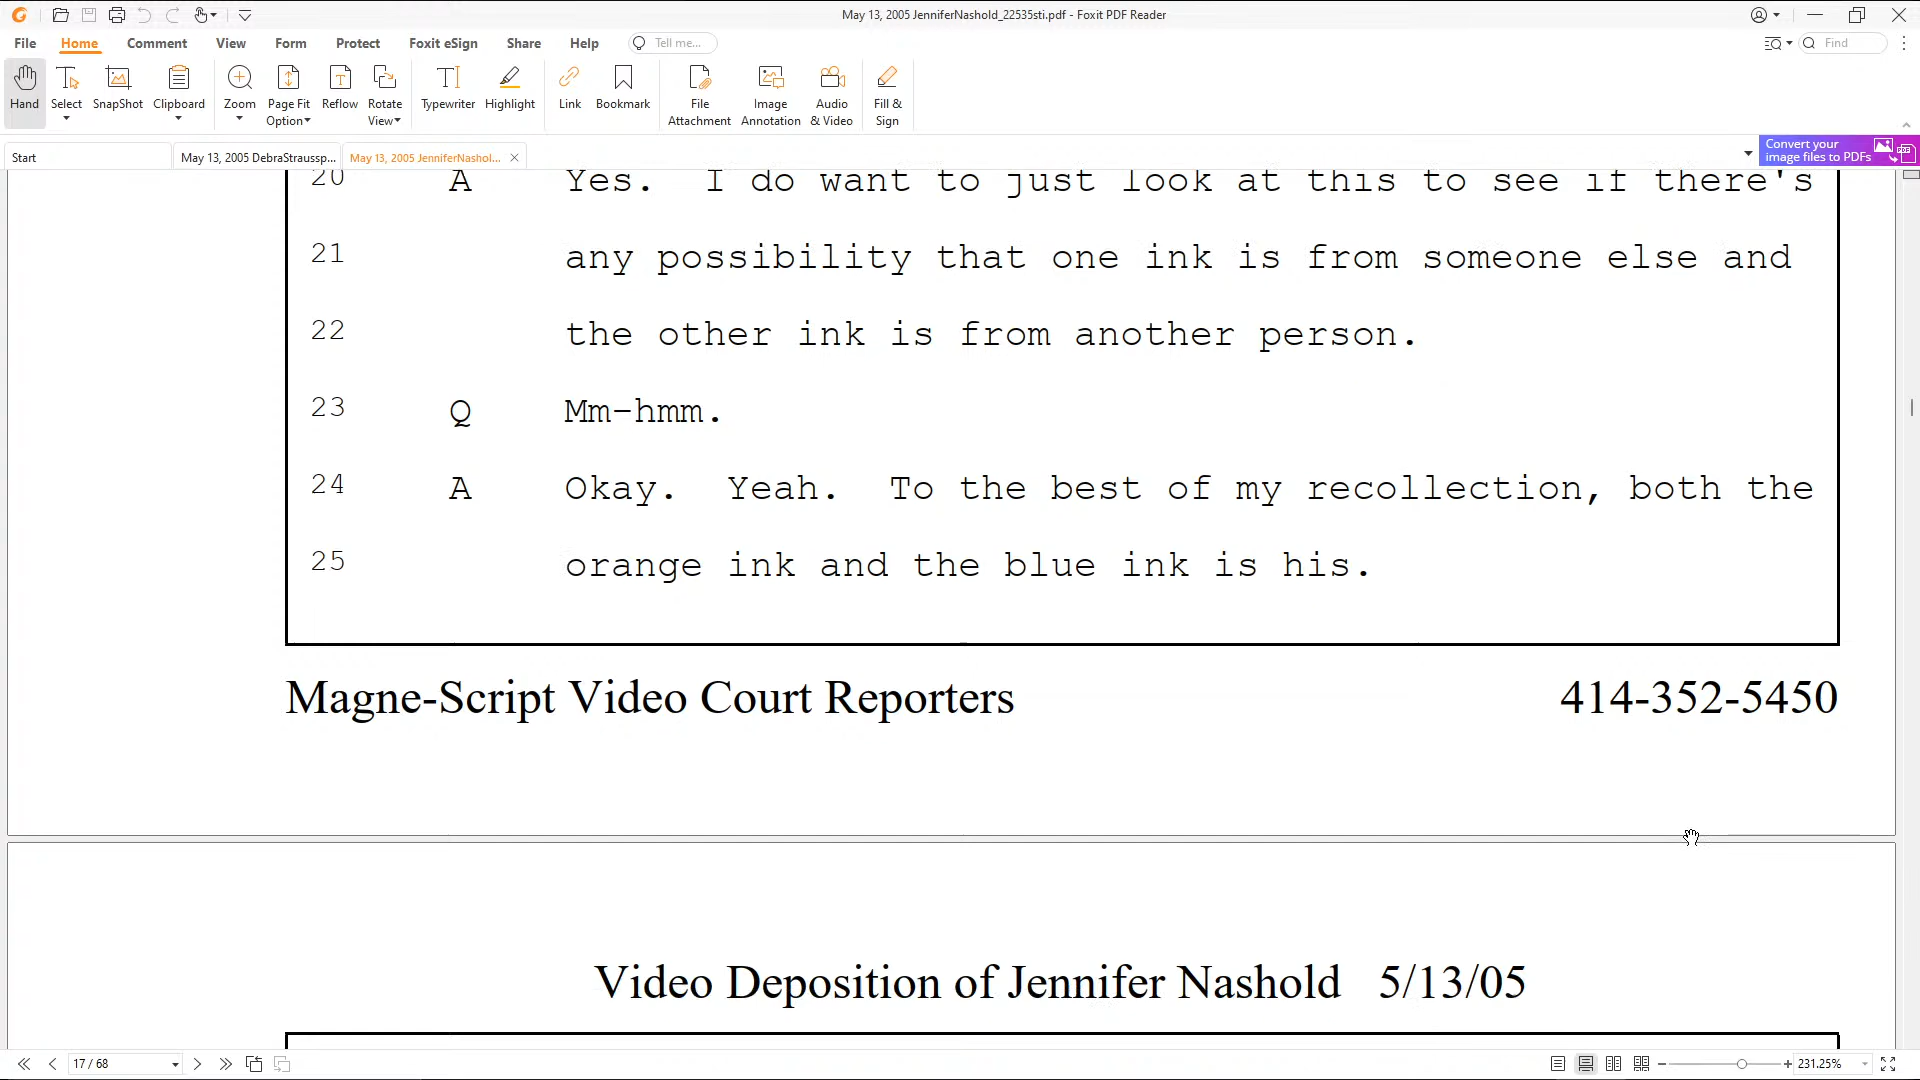 May 13, 2005 JenniferNashold_22535sti.pdf - Foxit PDF Reader
File Home Comment View Form Protect Foxit eSign Share Help Tell me... Find
Hand Select SnapShot Clipboard Zoom Page Fit Option Reflow Rotate View Typewriter Highlight Link Bookmark File Attachment Image Annotation Audio & Video Fill & Sign
Start May 13, 2005 DebraStraussp... May 13, 2005 JenniferNashol...
Convert your
image files to PDFs
20 A Yes. I do want to just look at this to see if there's
21 any possibility that one ink is from someone else and
22 the other ink is from another person.
23 Q Mm-hmm.
24 A Okay. Yeah. To the best of my recollection, both the
25 orange ink and the blue ink is his.
Magne-Script Video Court Reporters 414-352-5450
Video Deposition of Jennifer Nashold 5/13/05
17 / 68 231.25%